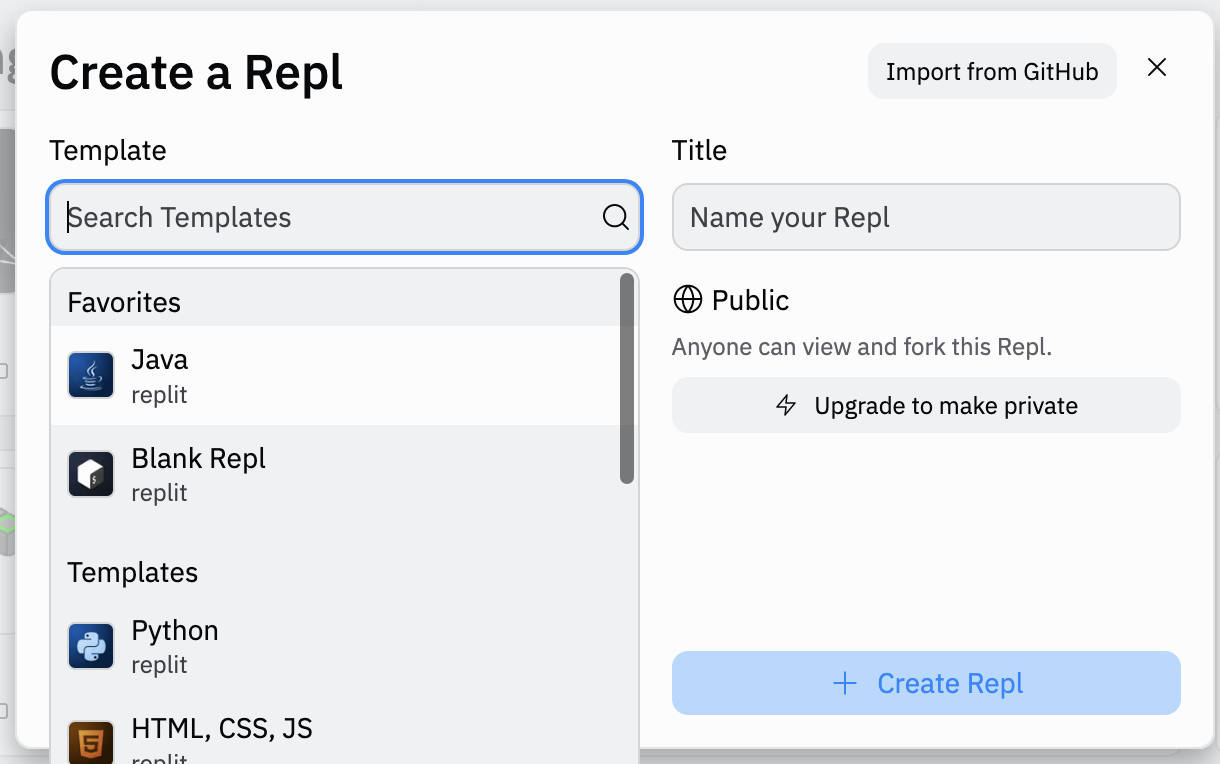 Create a Repl
Import from GitHub
Template
Title
Search Templates
Name your Repl
Favorites
Java
replit
Blank Repl
replit
Templates
Python
replit
HTML, CSS, JS
replit
Public
Anyone can view and fork this Repl.
Upgrade to make private
Create Repl